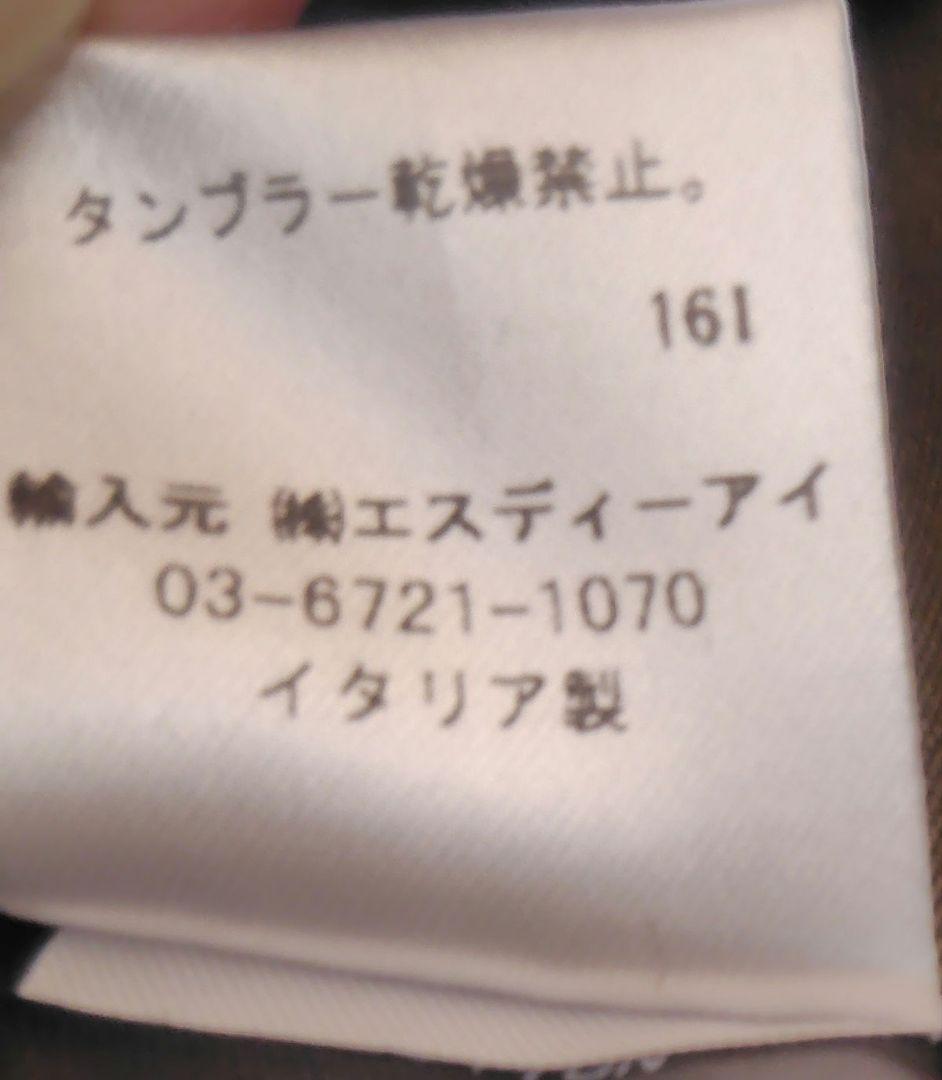 タンブラー乾燥禁止。
161
輸入元 ㈱エスディーアイ
03-6721-1070
イタリア製